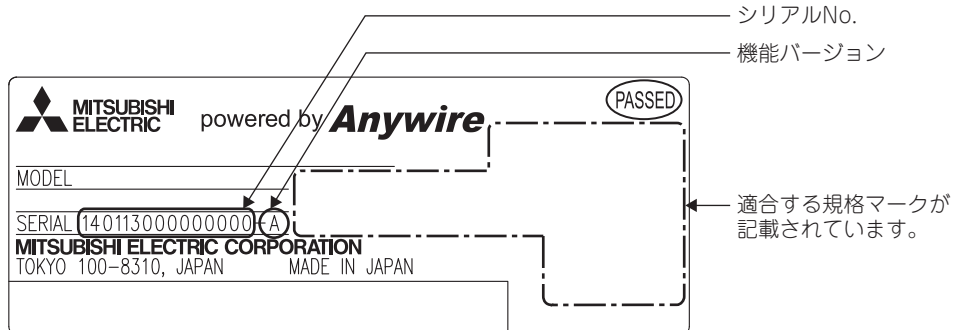 シリアルNo.
機能バージョン
MITSUBISHI
ELECTRIC
powered by Anywire
PASSED
MODEL
適合する規格マークが
記載されています。
SERIAL 140113000000000-A
MITSUBISHI ELECTRIC CORPORATION
TOKYO 100-8310, JAPAN MADE IN JAPAN